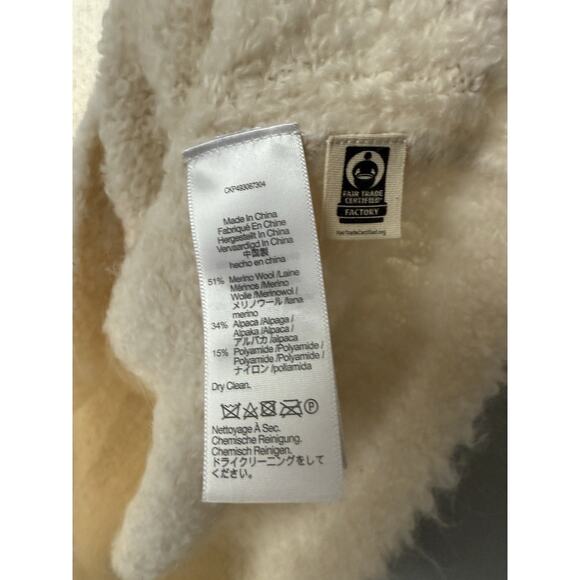 CKP493067304
Made In China
Fabriqué En Chine
Hergestellt In China
Vervaardigd In China
中国製
hecho en china
51% Merino Wool /Laine
Mérinos /Merino
Wolle /Merinowol /
メリノウール /lana
merino
34% Alpaca /Alpaga /
Alpaka /Alpaca /
アルパカ /alpaca
15% Polyamide /Polyamide /
Polyamid /Polyamide /
ナイロン /poliamida
Dry Clean.
P
Nettoyage À Sec.
Chemische Reinigung.
Chemisch Reinigen.
ドライクリーニングをして
ください。
FAIR TRADE
CERTIFIED
FACTORY
FairTradeCertified.org